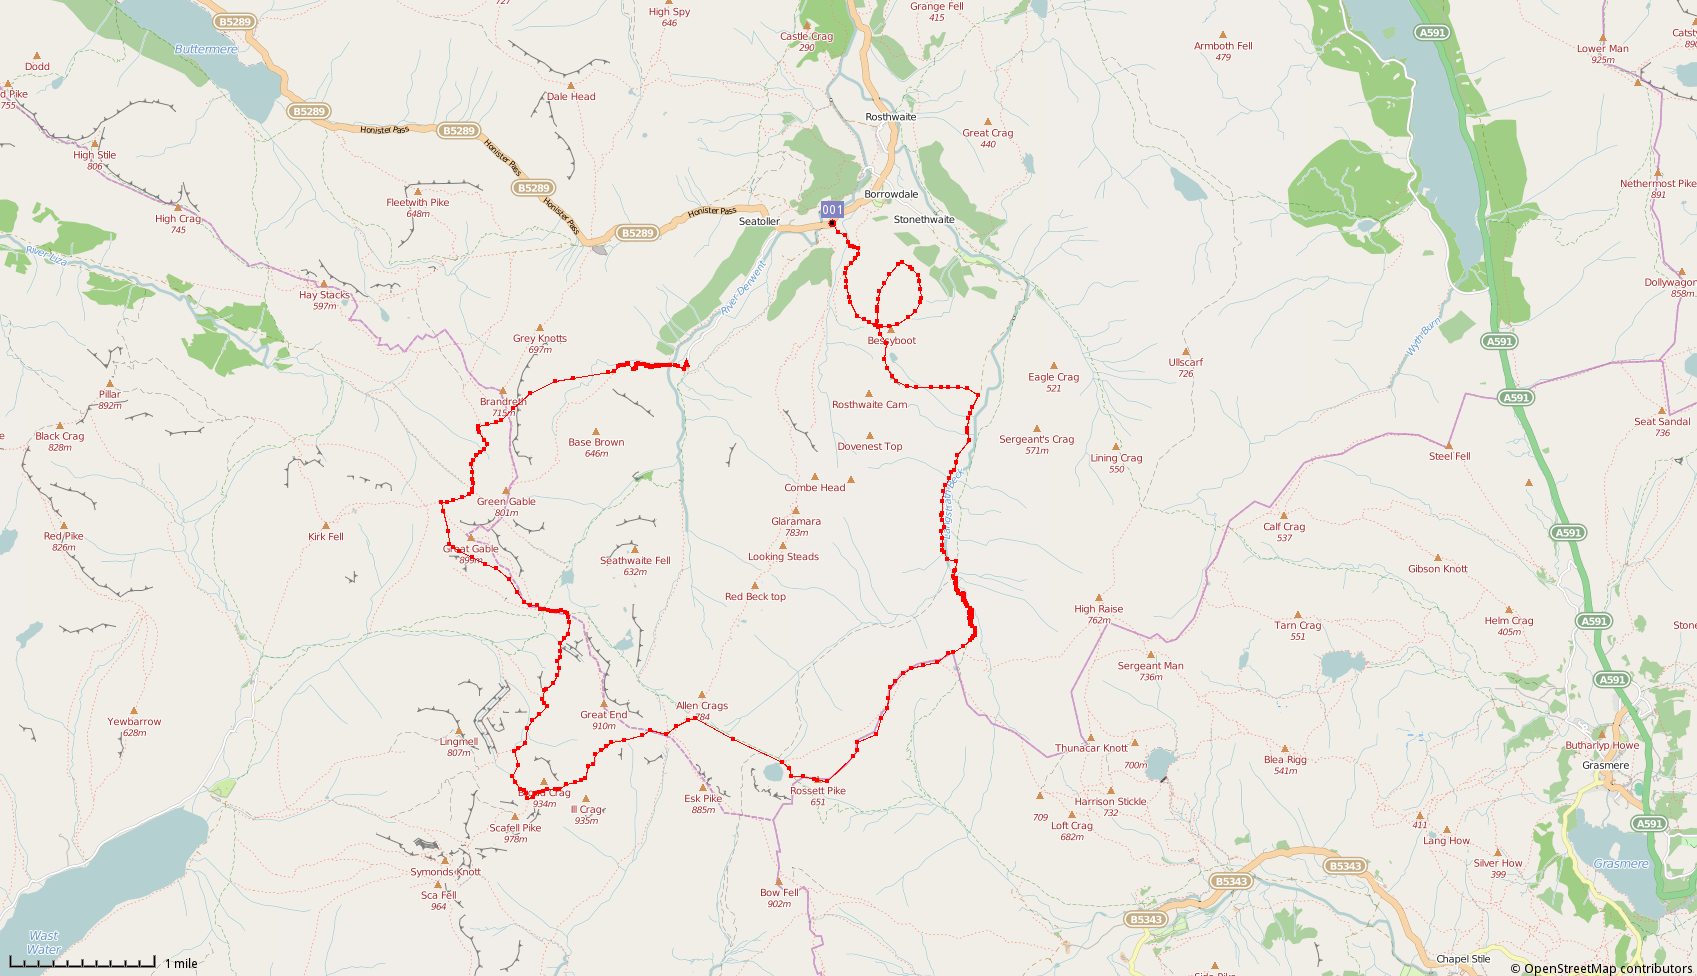 727
High Spy
646
Grange Fell
415
B5289
Buttermere
Castle Crag
290
A591
Armboth Fell
479
Lower Man
925m
Dodd
755
Dale Head
B5289
Honister Pass
B5289
Honister Pass
Rosthwaite
Great Crag
440
High Stile
806
B5289
Honister Pass
Fleetwith Pike
648m
High Crag
745
Borrowdale
Nethermost Pike
891
001
Honister Pass
Seatoller
Stonethwaite
B5289
River Liza
River Derwent
Hay Stacks
597m
Dollywagon
858m
Grey Knotts
697m
Bessyboot
Wyth Burn
A591
Ullscarf
726
Eagle Crag
521
Pillar
892m
Brandreth
715m
Rosthwaite Cam
A591
Black Crag
828m
Base Brown
646m
Dovenest Top
Sergeant's Crag
571m
Lining Crag
550
Steel Fell
Seat Sandal
736
Combe Head
Langstrath Beck
Green Gable
801m
Glaramara
783m
Calf Crag
537
Red Pike
826m
Kirk Fell
Great Gable
899m
Looking Steads
Seathwaite Fell
632m
A591
Gibson Knott
Red Beck top
High Raise
762m
Tarn Crag
551
Helm Crag
405m
A591
Sergeant Man
736m
A591
Allen Crags
784
Great End
910m
Yewbarrow
628m
Lingmell
807m
Thunacar Knott
700m
Blea Rigg
541m
Butharlyp Howe
Grasmere
Rossett Pike
651
Broad Crag
934m
Ill Crag
935m
Esk Pike
885m
Harrison Stickle
732
709
Loft Crag
682m
Scafell Pike
978m
411
Lang How
A591
Symonds Knott
Sca Fell
964
Silver How
399
Grasmere
B5343
B5343
Bow Fell
902m
B5343
Wast
Water
Chapel Stile
1 mile
© OpenStreetMap contributors